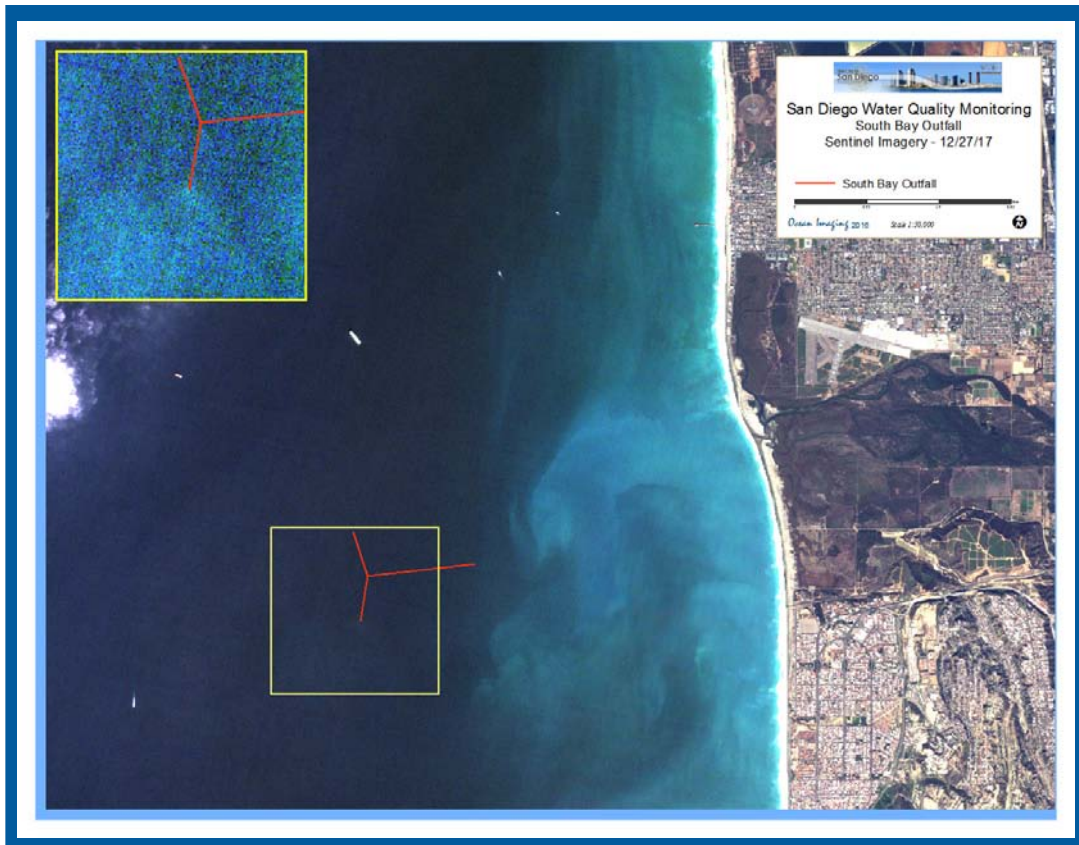 San Diego
San Diego Water Quality Monitoring
South Bay Outfall
Sentinel Imagery - 12/27/17
South Bay Outfall
Ocean Imaging
Scale 1:30,000